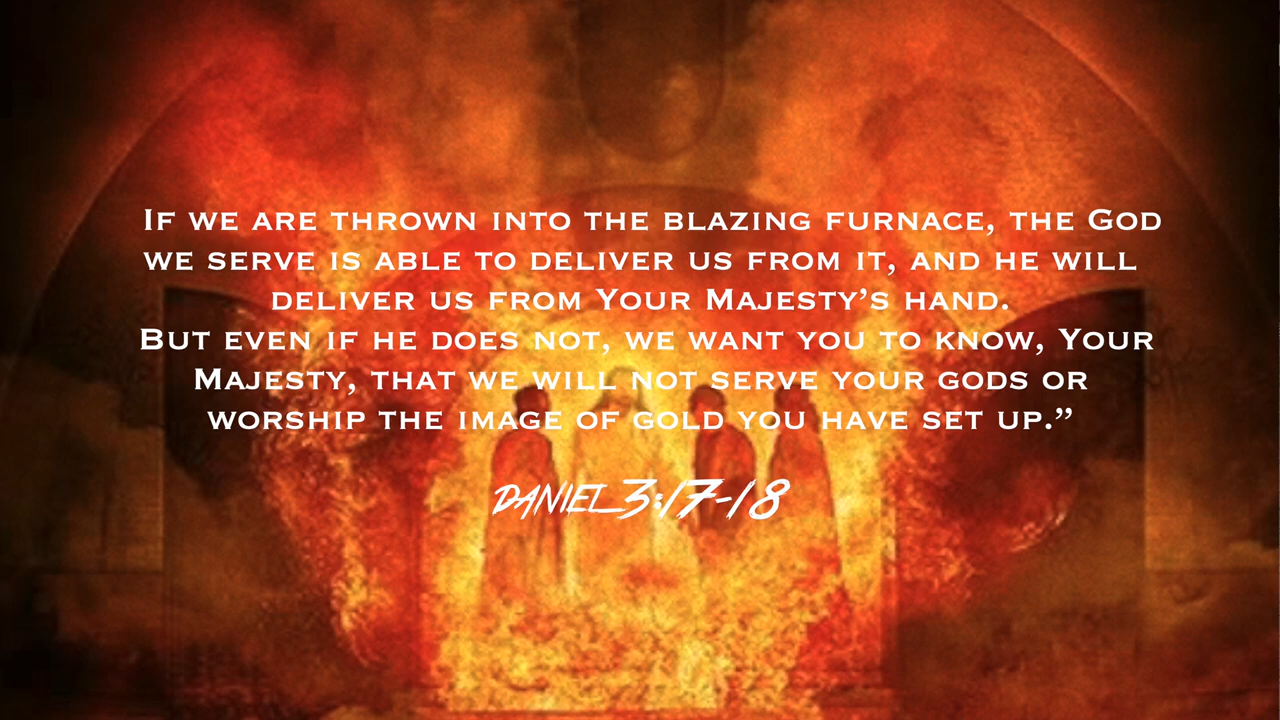 If we are thrown into the blazing furnace, the God
we serve is able to deliver us from it, and he will
deliver us from Your Majesty’s hand.
But even if he does not, we want you to know, Your
Majesty, that we will not serve your gods or
worship the image of gold you have set up.”
Daniel 3:17-18